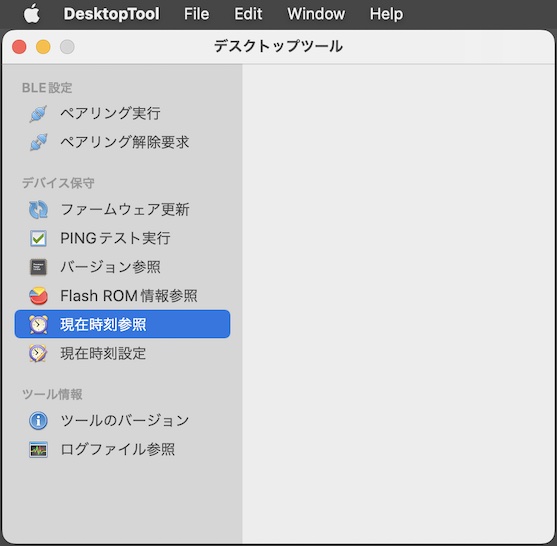 DesktopTool File Edit Window Help
デスクトップツール
BLE設定
ペアリング実行
ペアリング解除要求
デバイス保守
ファームウェア更新
PINGテスト実行
バージョン参照
Flash ROM情報参照
現在時刻参照
現在時刻設定
ツール情報
ツールのバージョン
ログファイル参照